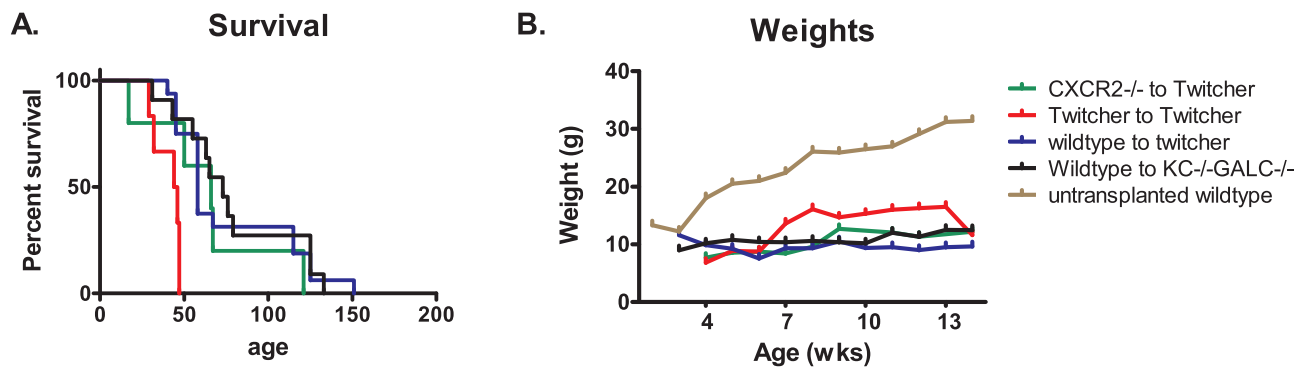 A.
Survival
Percent survival
100
50
0
0 50 100 150 200
age
B.
Weights
Weight (g)
40
30
20
10
0
4 7 10 13
Age (wks)
CXCR2-/- to Twitcher
Twitcher to Twitcher
wildtype to twitcher
Wildtype to KC-/-GALC-/-
untransplanted wildtype